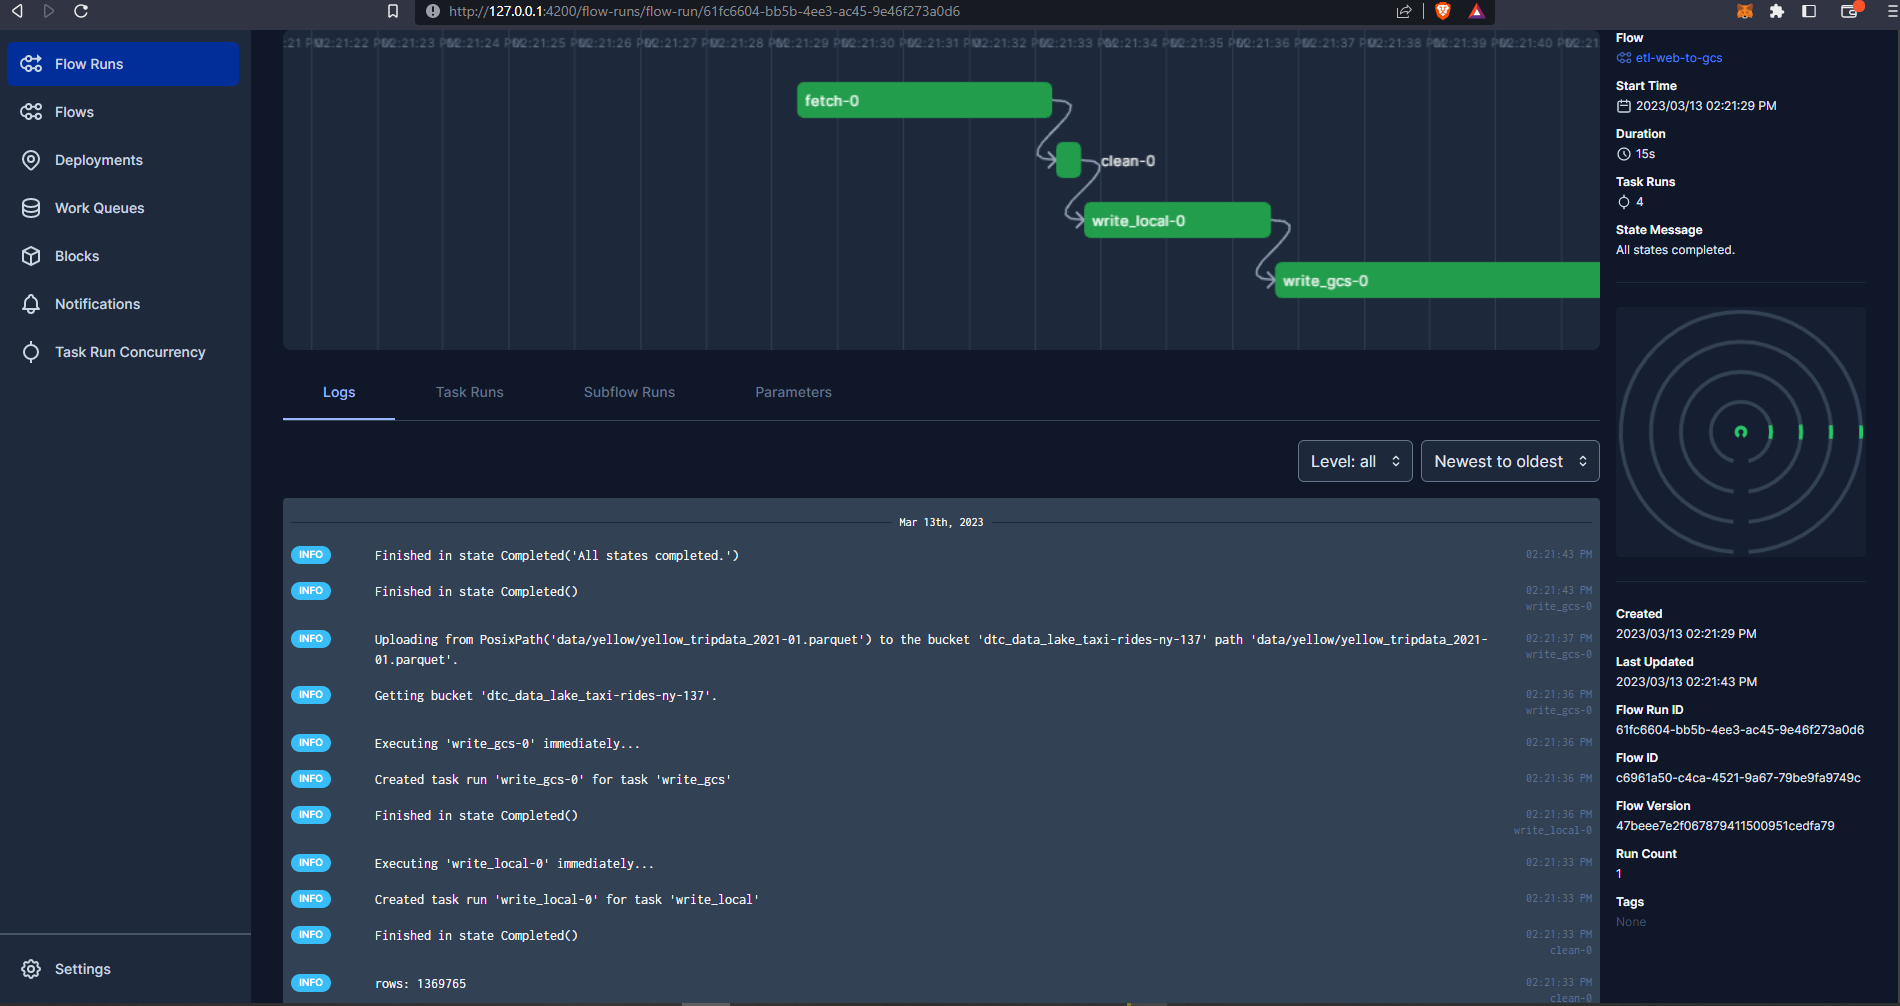 http://127.0.0.1:4200/flow-runs/flow-run/61fc6604-bb5b-4ee3-ac45-9e46f273a0d6
Flow Runs
Flows
Deployments
Work Queues
Blocks
Notifications
Task Run Concurrency
Settings
:21 PM 02:21:22 PM 02:21:23 PM 02:21:24 PM 02:21:25 PM 02:21:26 PM 02:21:27 PM 02:21:28 PM 02:21:29 PM 02:21:30 PM 02:21:31 PM 02:21:32 PM 02:21:33 PM 02:21:34 PM 02:21:35 PM 02:21:36 PM 02:21:37 PM 02:21:38 PM 02:21:39 PM 02:21:40 PM 02:21
fetch-0
clean-0
write_local-0
write_gcs-0
Logs Task Runs Subflow Runs Parameters
Level: all Newest to oldest
Mar 13th, 2023
INFO Finished in state Completed('All states completed.') 02:21:43 PM
INFO Finished in state Completed() 02:21:43 PM
write_gcs-0
INFO Uploading from PosixPath('data/yellow/yellow_tripdata_2021-01.parquet') to the bucket 'dtc_data_lake_taxi-rides-ny-137' path 'data/yellow/yellow_tripdata_2021- 02:21:37 PM
01.parquet'. write_gcs-0
INFO Getting bucket 'dtc_data_lake_taxi-rides-ny-137'. 02:21:36 PM
write_gcs-0
INFO Executing 'write_gcs-0' immediately... 02:21:36 PM
INFO Created task run 'write_gcs-0' for task 'write_gcs' 02:21:36 PM
INFO Finished in state Completed() 02:21:36 PM
write_local-0
INFO Executing 'write_local-0' immediately... 02:21:33 PM
INFO Created task run 'write_local-0' for task 'write_local' 02:21:33 PM
INFO Finished in state Completed() 02:21:33 PM
clean-0
INFO rows: 1369765 02:21:33 PM
clean-0
Flow
etl-web-to-gcs
Start Time
2023/03/13 02:21:29 PM
Duration
15s
Task Runs
4
State Message
All states completed.
Created
2023/03/13 02:21:29 PM
Last Updated
2023/03/13 02:21:43 PM
Flow Run ID
61fc6604-bb5b-4ee3-ac45-9e46f273a0d6
Flow ID
c6961a50-c4ca-4521-9a67-79be9fa9749c
Flow Version
47beee7e2f067879411500951cedfa79
Run Count
1
Tags
None